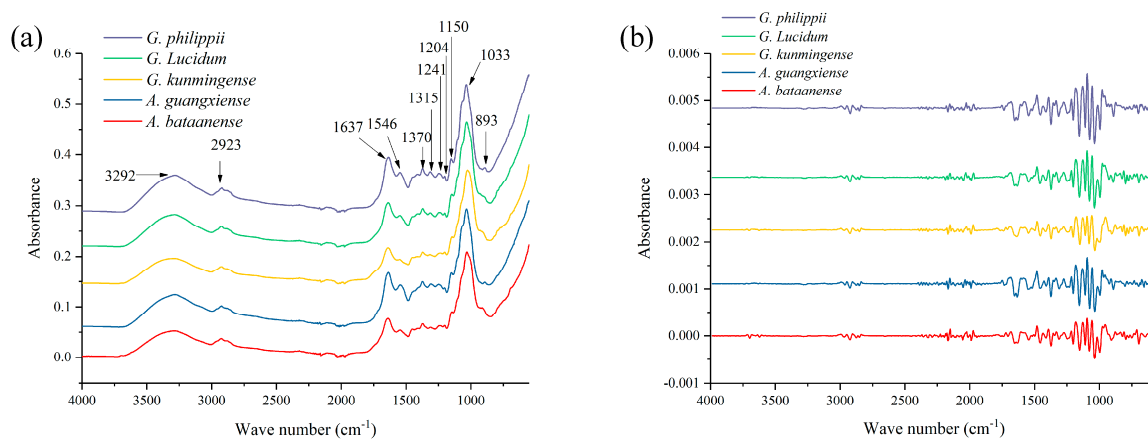 (a)
G. philippii
G. Lucidum
G. kunmingense
A. guangxiense
A. bataanense
3292
2923
1637
1546
1370
1315
1241
1204
1150
1033
893
0.6
0.5
0.4
0.3
0.2
0.1
0.0
Absorbance
4000 3500 3000 2500 2000 1500 1000
Wave number (cm⁻¹)
(b)
G. philippii
G. Lucidum
G. kunmingense
A. guangxiense
A. bataanense
0.006
0.005
0.004
0.003
0.002
0.001
0.000
-0.001
Absorbance
4000 3500 3000 2500 2000 1500 1000
Wave number (cm⁻¹)